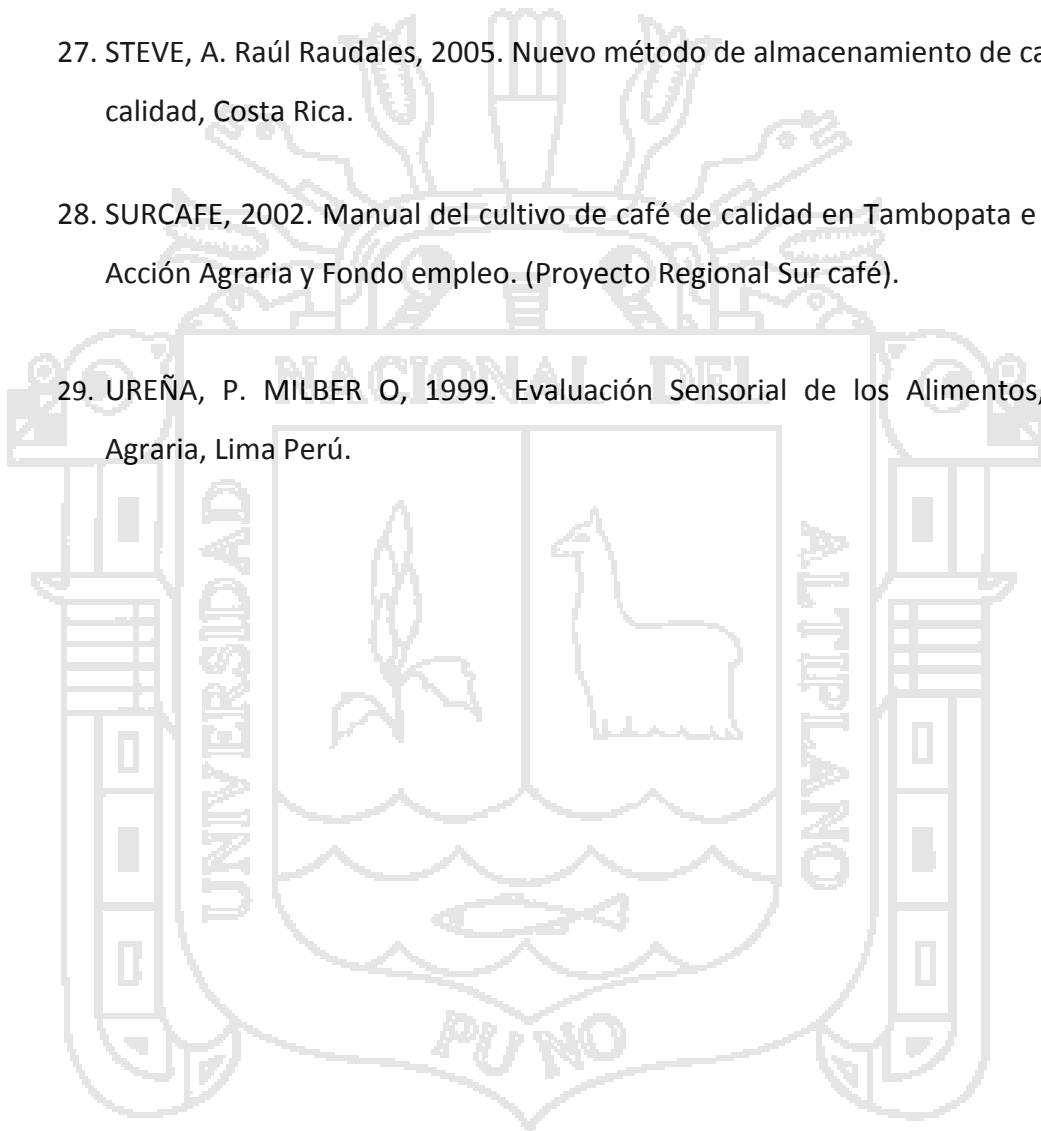 27. STEVE, A. Raúl Raudales, 2005. Nuevo método de almacenamiento de
calidad, Costa Rica.
28. SURCAFE, 2002. Manual del cultivo de café de calidad en Tambopata e
Acción Agraria y Fondo empleo. (Proyecto Regional Sur café).
NACIONAL DEL
29. UREÑA, P. MILBER O, 1999. Evaluación Sensorial de los Alimentos,
Agraria, Lima Perú.
UNIVERSIDAD
ALTIPLANO
PUNO